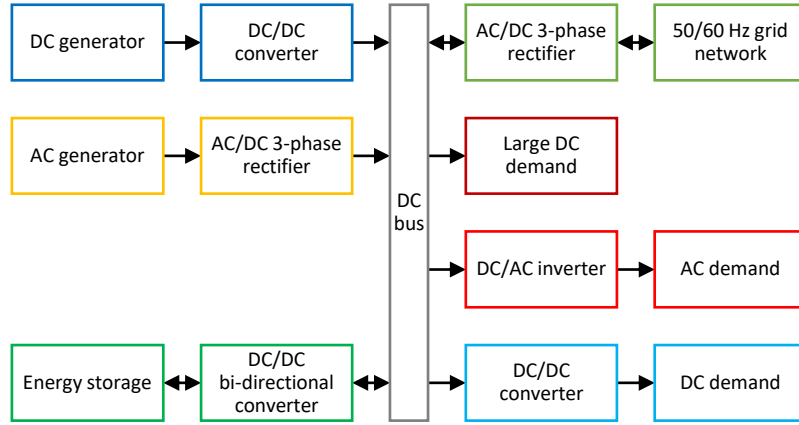 DC generator
DC/DC
converter
AC/DC 3-phase
rectifier
50/60 Hz grid
network
AC generator
AC/DC 3-phase
rectifier
DC
bus
Large DC
demand
DC/AC inverter
AC demand
Energy storage
DC/DC
bi-directional
converter
DC/DC
converter
DC demand